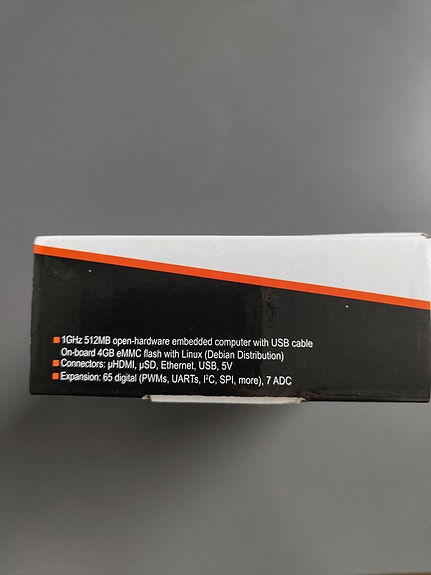 1GHz 512MB open-hardware embedded computer with USB cable
On-board 4GB eMMC flash with Linux (Debian Distribution)
Connectors: µHDMI, µSD, Ethernet, USB, 5V
Expansion: 65 digital (PWMs, UARTs, I²C, SPI, more), 7 ADC